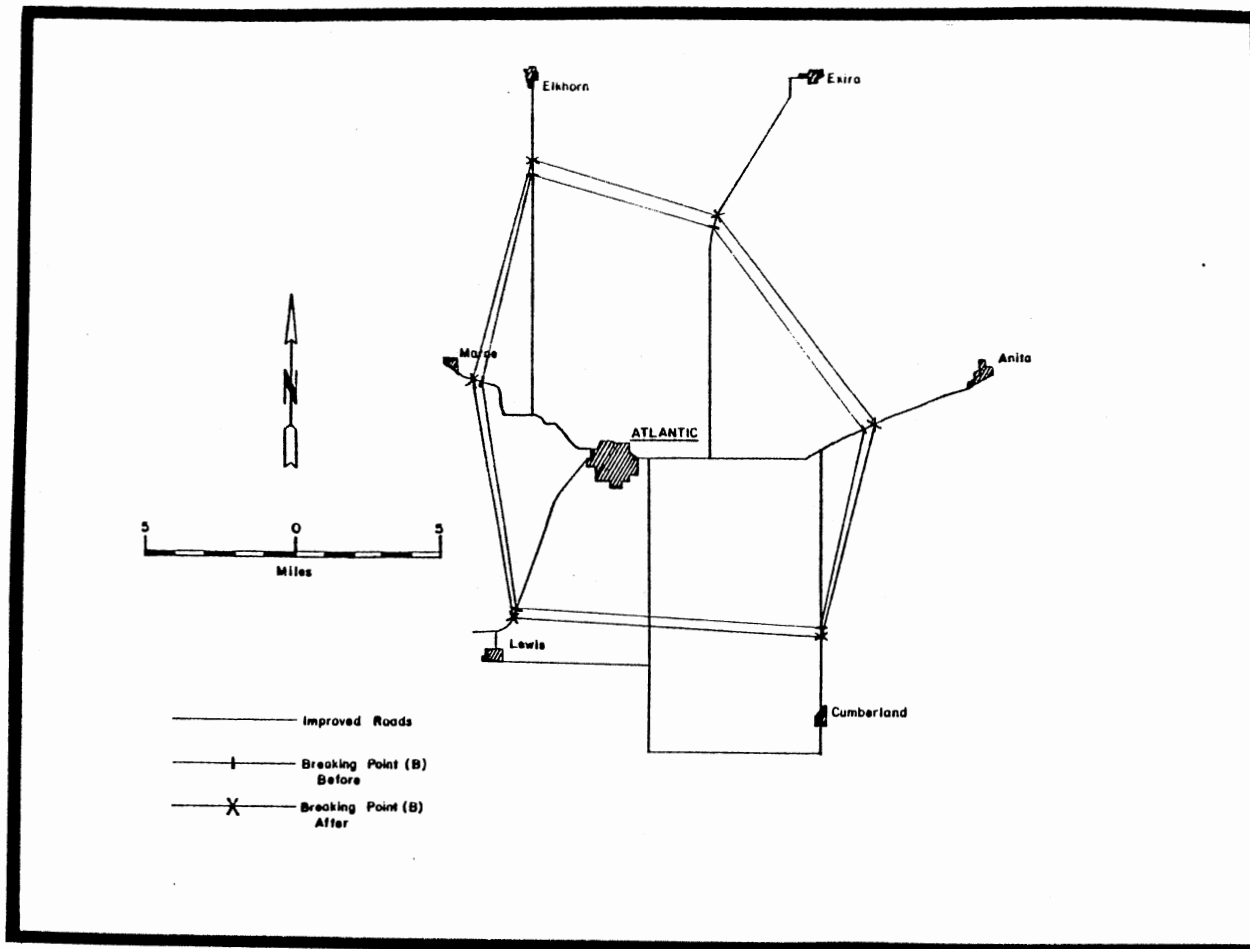 Elkhorn
Exira
Marne
Anita
N
ATLANTIC
5 0 5
Miles
Lewis
Cumberland
Improved Roads
Breaking Point (B)
Before
Breaking Point (B)
After